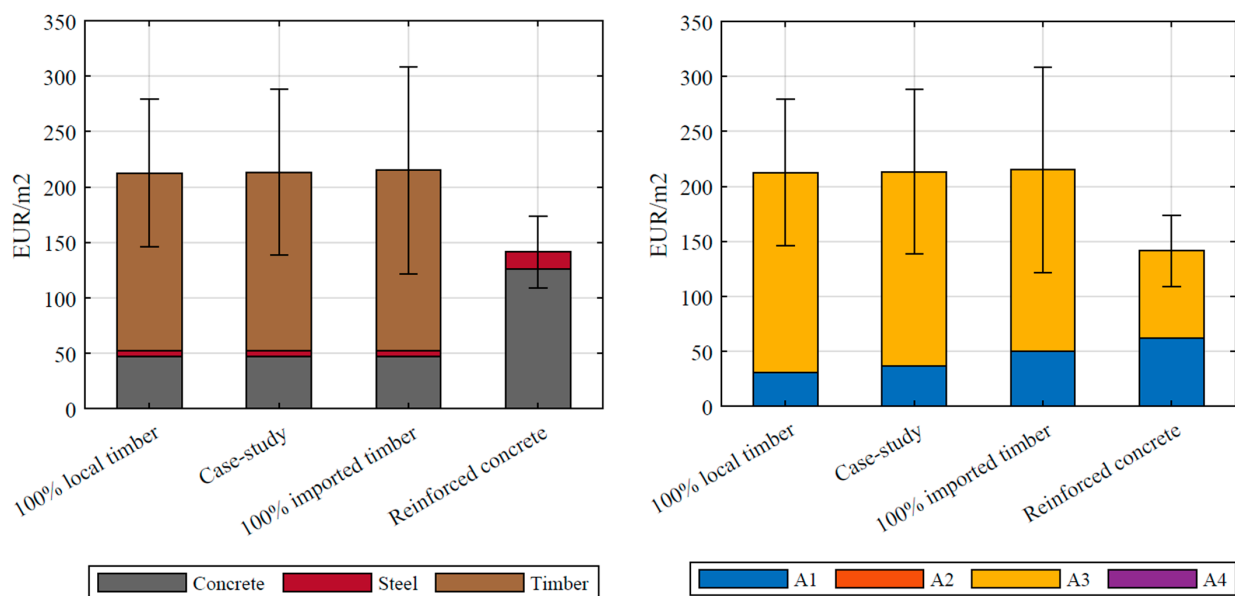 350
300
250
200
150
100
50
0
EUR/m2
100% local timber
Case-study
100% imported timber
Reinforced concrete
Concrete Steel Timber
350
300
250
200
150
100
50
0
EUR/m2
100% local timber
Case-study
100% imported timber
Reinforced concrete
A1 A2 A3 A4